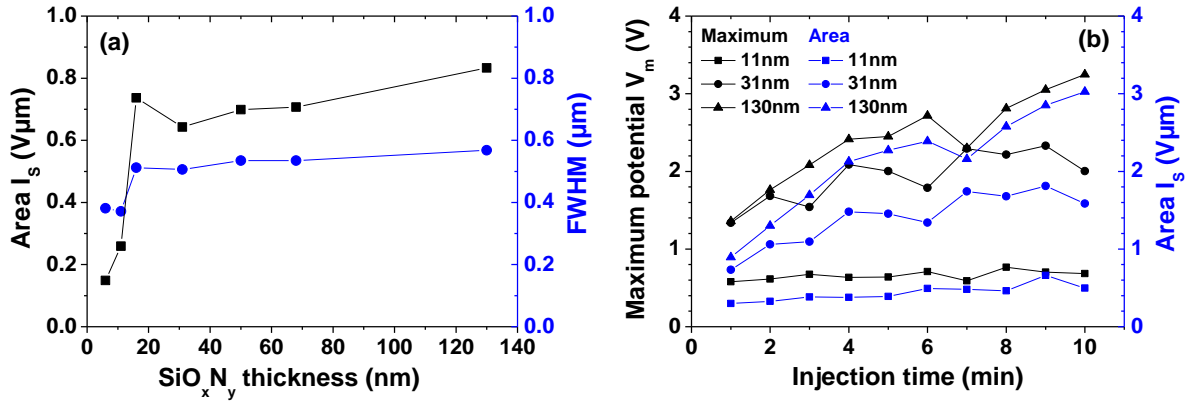 (a)
1.0
0.8
0.6
0.4
0.2
0.0
Area I_S (Vµm)
0 20 40 60 80 100 120 140
SiO_xN_y thickness (nm)
1.0
0.8
0.6
0.4
0.2
0.0
FWHM (µm)
(b)
Maximum Area
11nm 11nm
31nm 31nm
130nm 130nm
4
3
2
1
0
Maximum potential V_m (V)
0 2 4 6 8 10
Injection time (min)
4
3
2
1
0
Area I_S (Vµm)